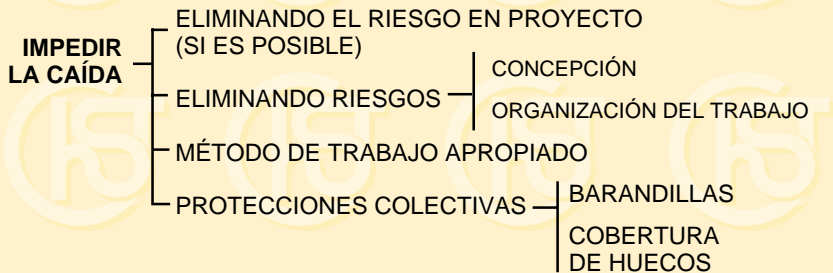 IMPEDIR
LA CAÍDA
ELIMINANDO EL RIESGO EN PROYECTO
(SI ES POSIBLE)
ELIMINANDO RIESGOS
CONCEPCIÓN
ORGANIZACIÓN DEL TRABAJO
MÉTODO DE TRABAJO APROPIADO
PROTECCIONES COLECTIVAS
BARANDILLAS
COBERTURA
DE HUECOS